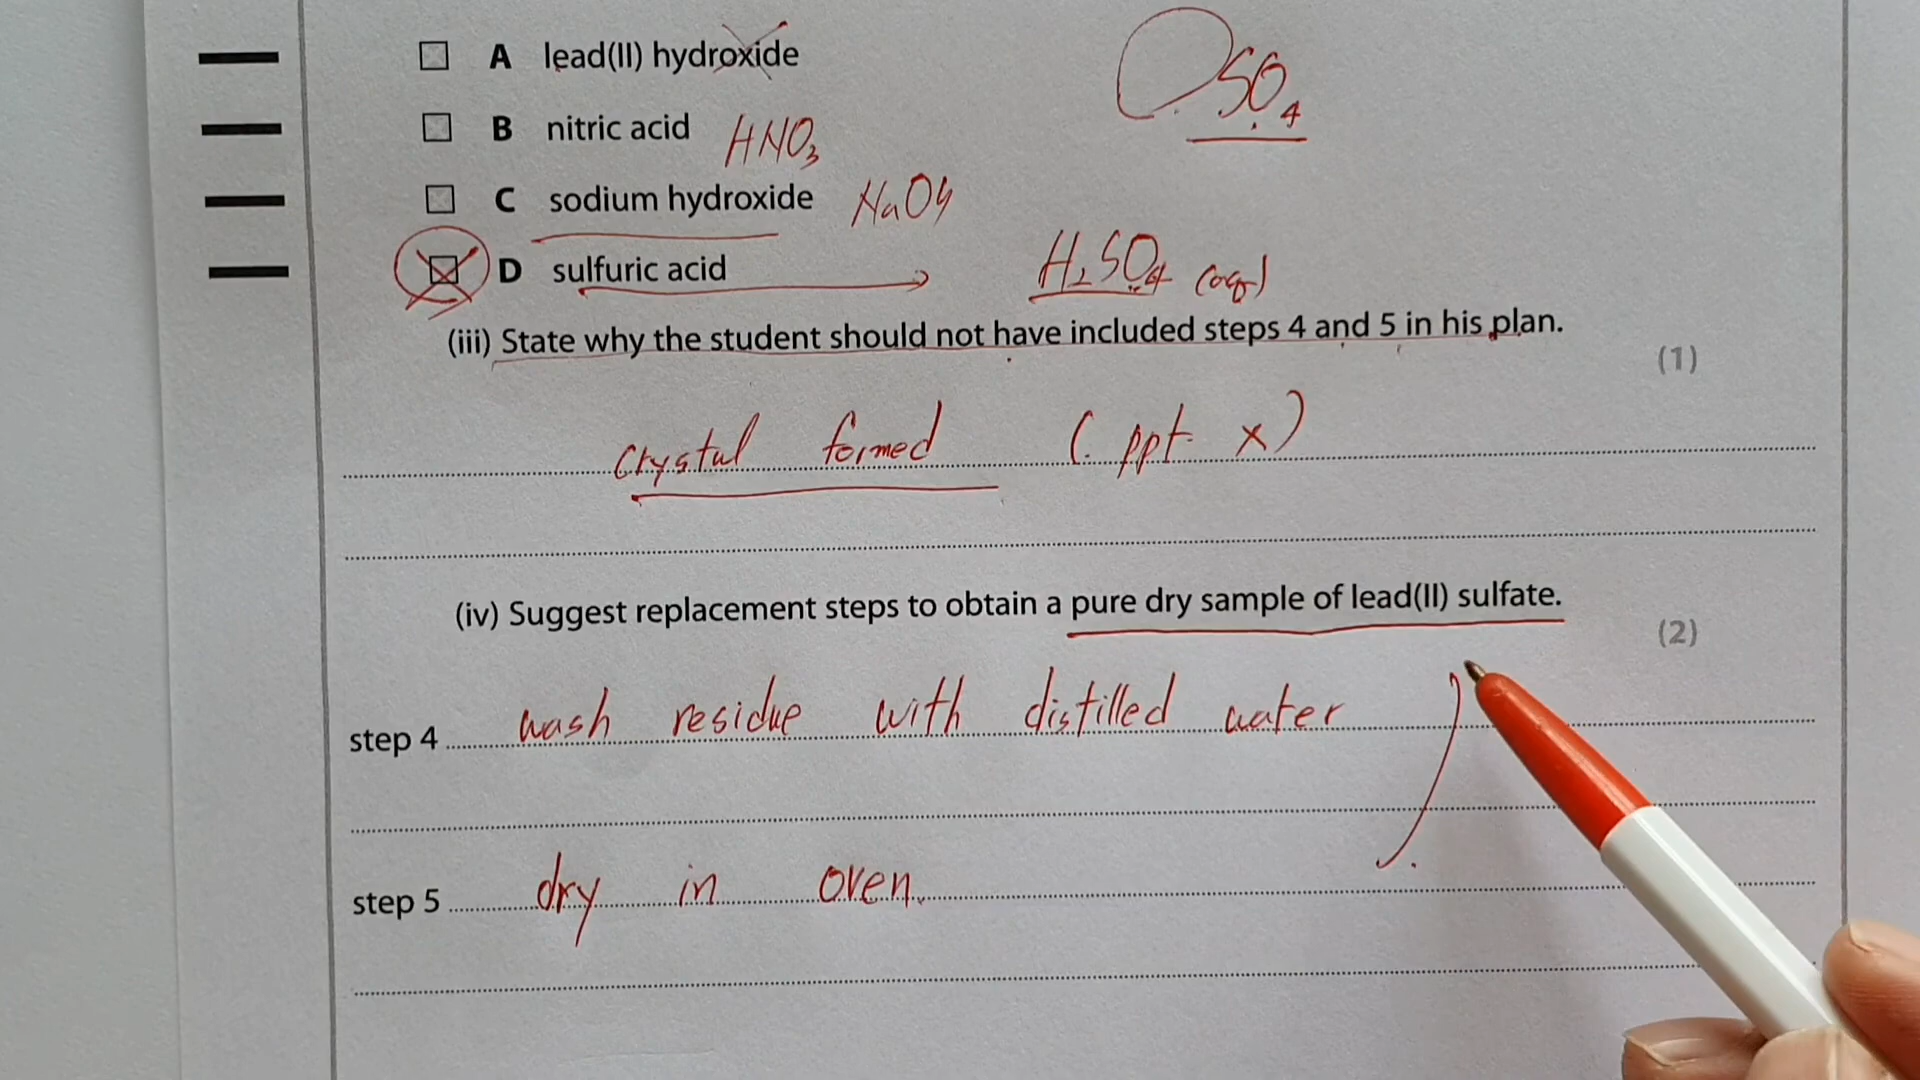 A lead(II) hydroxide
SO4
B nitric acid HNO3
C sodium hydroxide NaOH
D sulfuric acid → H2SO4 (aq)
(iii) State why the student should not have included steps 4 and 5 in his plan.
(1)
Crystal formed (ppt x)
(iv) Suggest replacement steps to obtain a pure dry sample of lead(II) sulfate.
(2)
step 4 wash residue with distilled water
step 5 dry in oven.